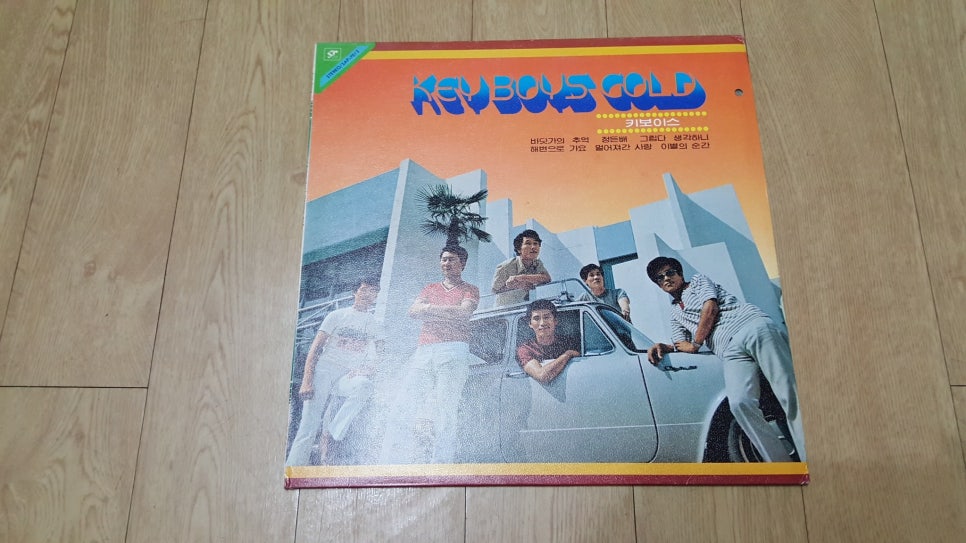 KEY BOYS GOLD
키보이스
바닷가의 추억 정든배 그립다 생각하니
해변으로 가요 멀어져간 사랑 이별의 순간